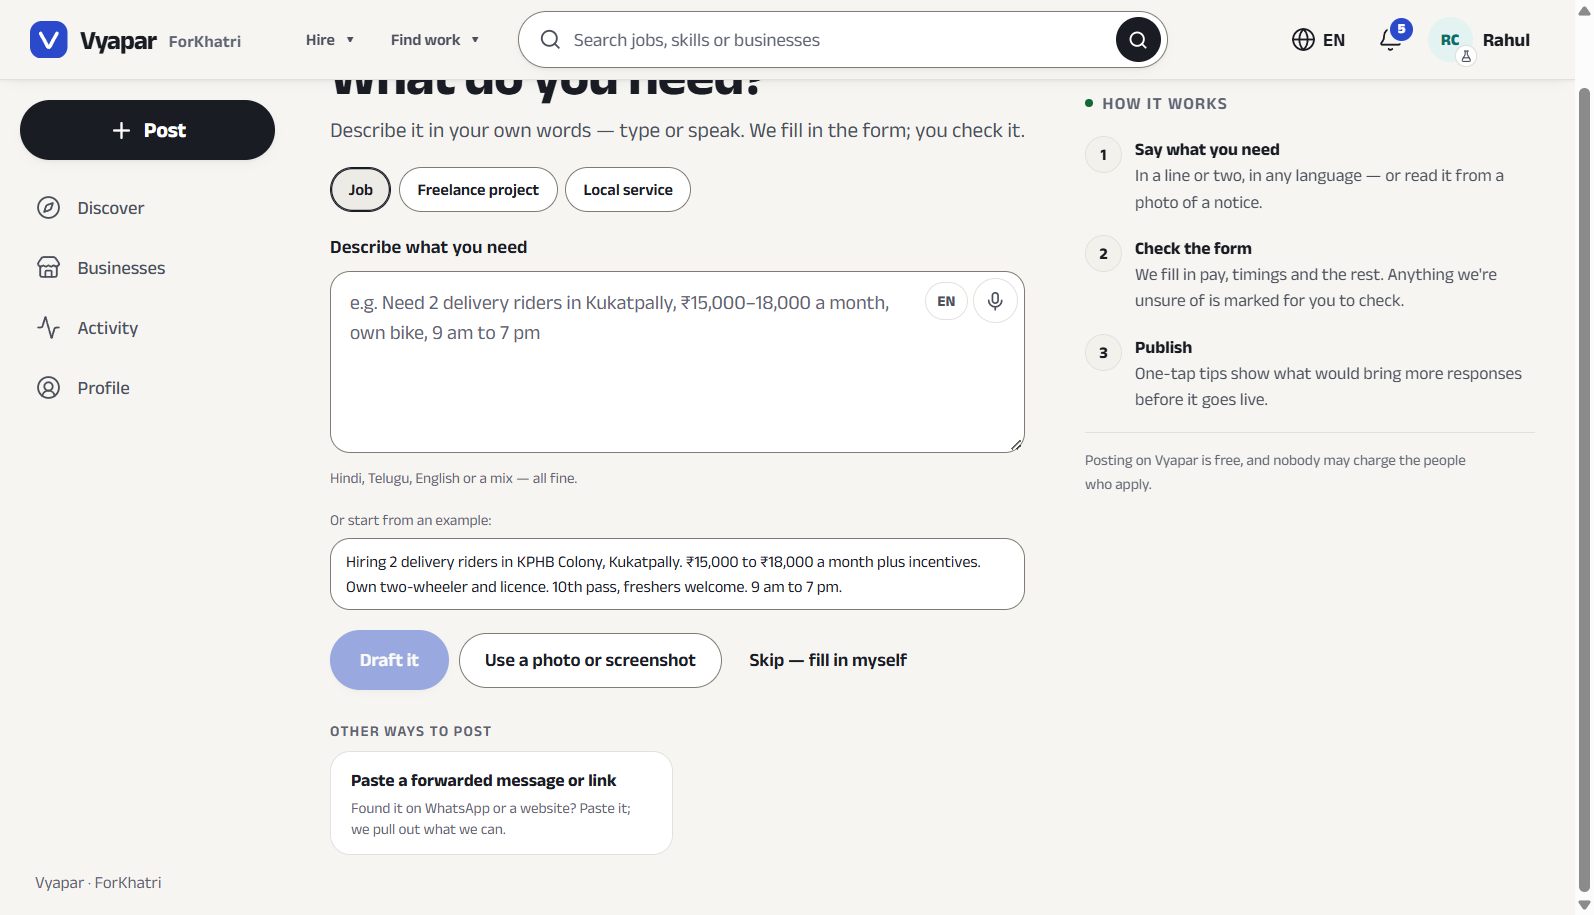 Vyapar ForKhatri
Hire
Find work
Search jobs, skills or businesses
EN
5
RC
Rahul
Post
Discover
Businesses
Activity
Profile
Vyapar · ForKhatri
What do you need?
Describe it in your own words — type or speak. We fill in the form; you check it.
Job
Freelance project
Local service
Describe what you need
e.g. Need 2 delivery riders in Kukatpally, ₹15,000–18,000 a month,
own bike, 9 am to 7 pm
EN
Hindi, Telugu, English or a mix — all fine.
Or start from an example:
Hiring 2 delivery riders in KPHB Colony, Kukatpally. ₹15,000 to ₹18,000 a month plus incentives.
Own two-wheeler and licence. 10th pass, freshers welcome. 9 am to 7 pm.
Draft it
Use a photo or screenshot
Skip — fill in myself
OTHER WAYS TO POST
Paste a forwarded message or link
Found it on WhatsApp or a website? Paste it;
we pull out what we can.
HOW IT WORKS
1
Say what you need
In a line or two, in any language — or read it from a
photo of a notice.
2
Check the form
We fill in pay, timings and the rest. Anything we're
unsure of is marked for you to check.
3
Publish
One-tap tips show what would bring more responses
before it goes live.
Posting on Vyapar is free, and nobody may charge the people
who apply.